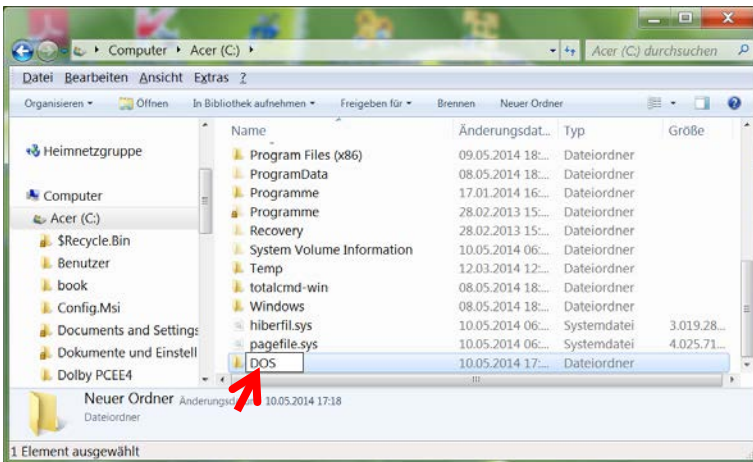 Computer ▸ Acer (C:) ▸ Acer (C:) durchsuchen
Datei Bearbeiten Ansicht Extras ?
Organisieren Öffnen In Bibliothek aufnehmen Freigeben für Brennen Neuer Ordner
Name Änderungsdat... Typ Größe
Heimnetzgruppe
Computer
Acer (C:)
$Recycle.Bin
Benutzer
book
Config.Msi
Documents and Settings
Dokumente und Einstell
Dolby PCEE4
Program Files (x86) 09.05.2014 18:... Dateiordner
ProgramData 08.05.2014 18:... Dateiordner
Programme 17.01.2014 16:... Dateiordner
Programme 28.02.2013 15:... Dateiordner
Recovery 28.02.2013 15:... Dateiordner
System Volume Information 10.05.2014 06:... Dateiordner
Temp 12.03.2014 12:... Dateiordner
totalcmd-win 08.05.2014 18:... Dateiordner
Windows 08.05.2014 18:... Dateiordner
hiberfil.sys 10.05.2014 06:... Systemdatei 3.019.28...
pagefile.sys 10.05.2014 06:... Systemdatei 4.025.71...
DOS 10.05.2014 17:... Dateiordner
Neuer Ordner 10.05.2014 17:18
Dateiordner
1 Element ausgewählt